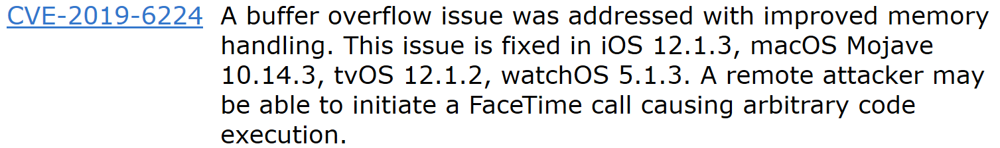 CVE-2019-6224 A buffer overflow issue was addressed with improved memory
handling. This issue is fixed in iOS 12.1.3, macOS Mojave
10.14.3, tvOS 12.1.2, watchOS 5.1.3. A remote attacker may
be able to initiate a FaceTime call causing arbitrary code
execution.